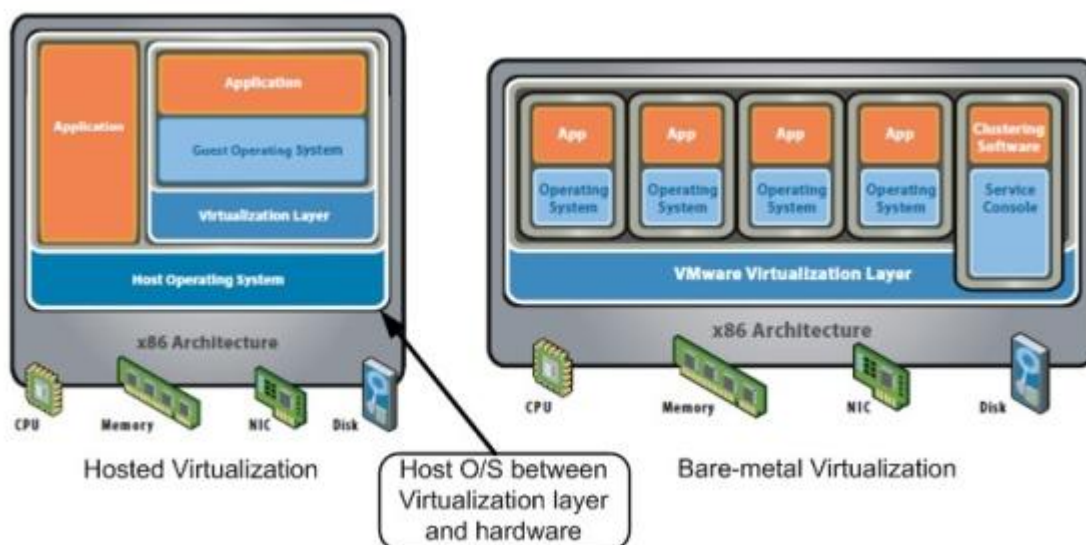 Application
Application
Guest Operating System
Virtualization Layer
Host Operating System
x86 Architecture
CPU
Memory
NIC
Disk
Hosted Virtualization
Host O/S between
Virtualization layer
and hardware
App
App
App
App
Clustering
Software
Operating
System
Operating
System
Operating
System
Operating
System
Service
Console
VMware Virtualization Layer
x86 Architecture
CPU
Memory
NIC
Disk
Bare-metal Virtualization